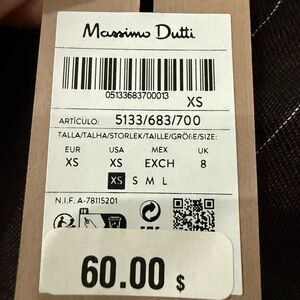 Massimo Dutti
05133683700013
XS
ARTÍCULO: 5133/683/700
TALLA/TALHA/STORLEK/TAILLE/GRÖßE/SIZE:
EUR USA MEX UK
XS XS EXCH 8
XS S M L
N.I.F. A-78115201
60.00 $